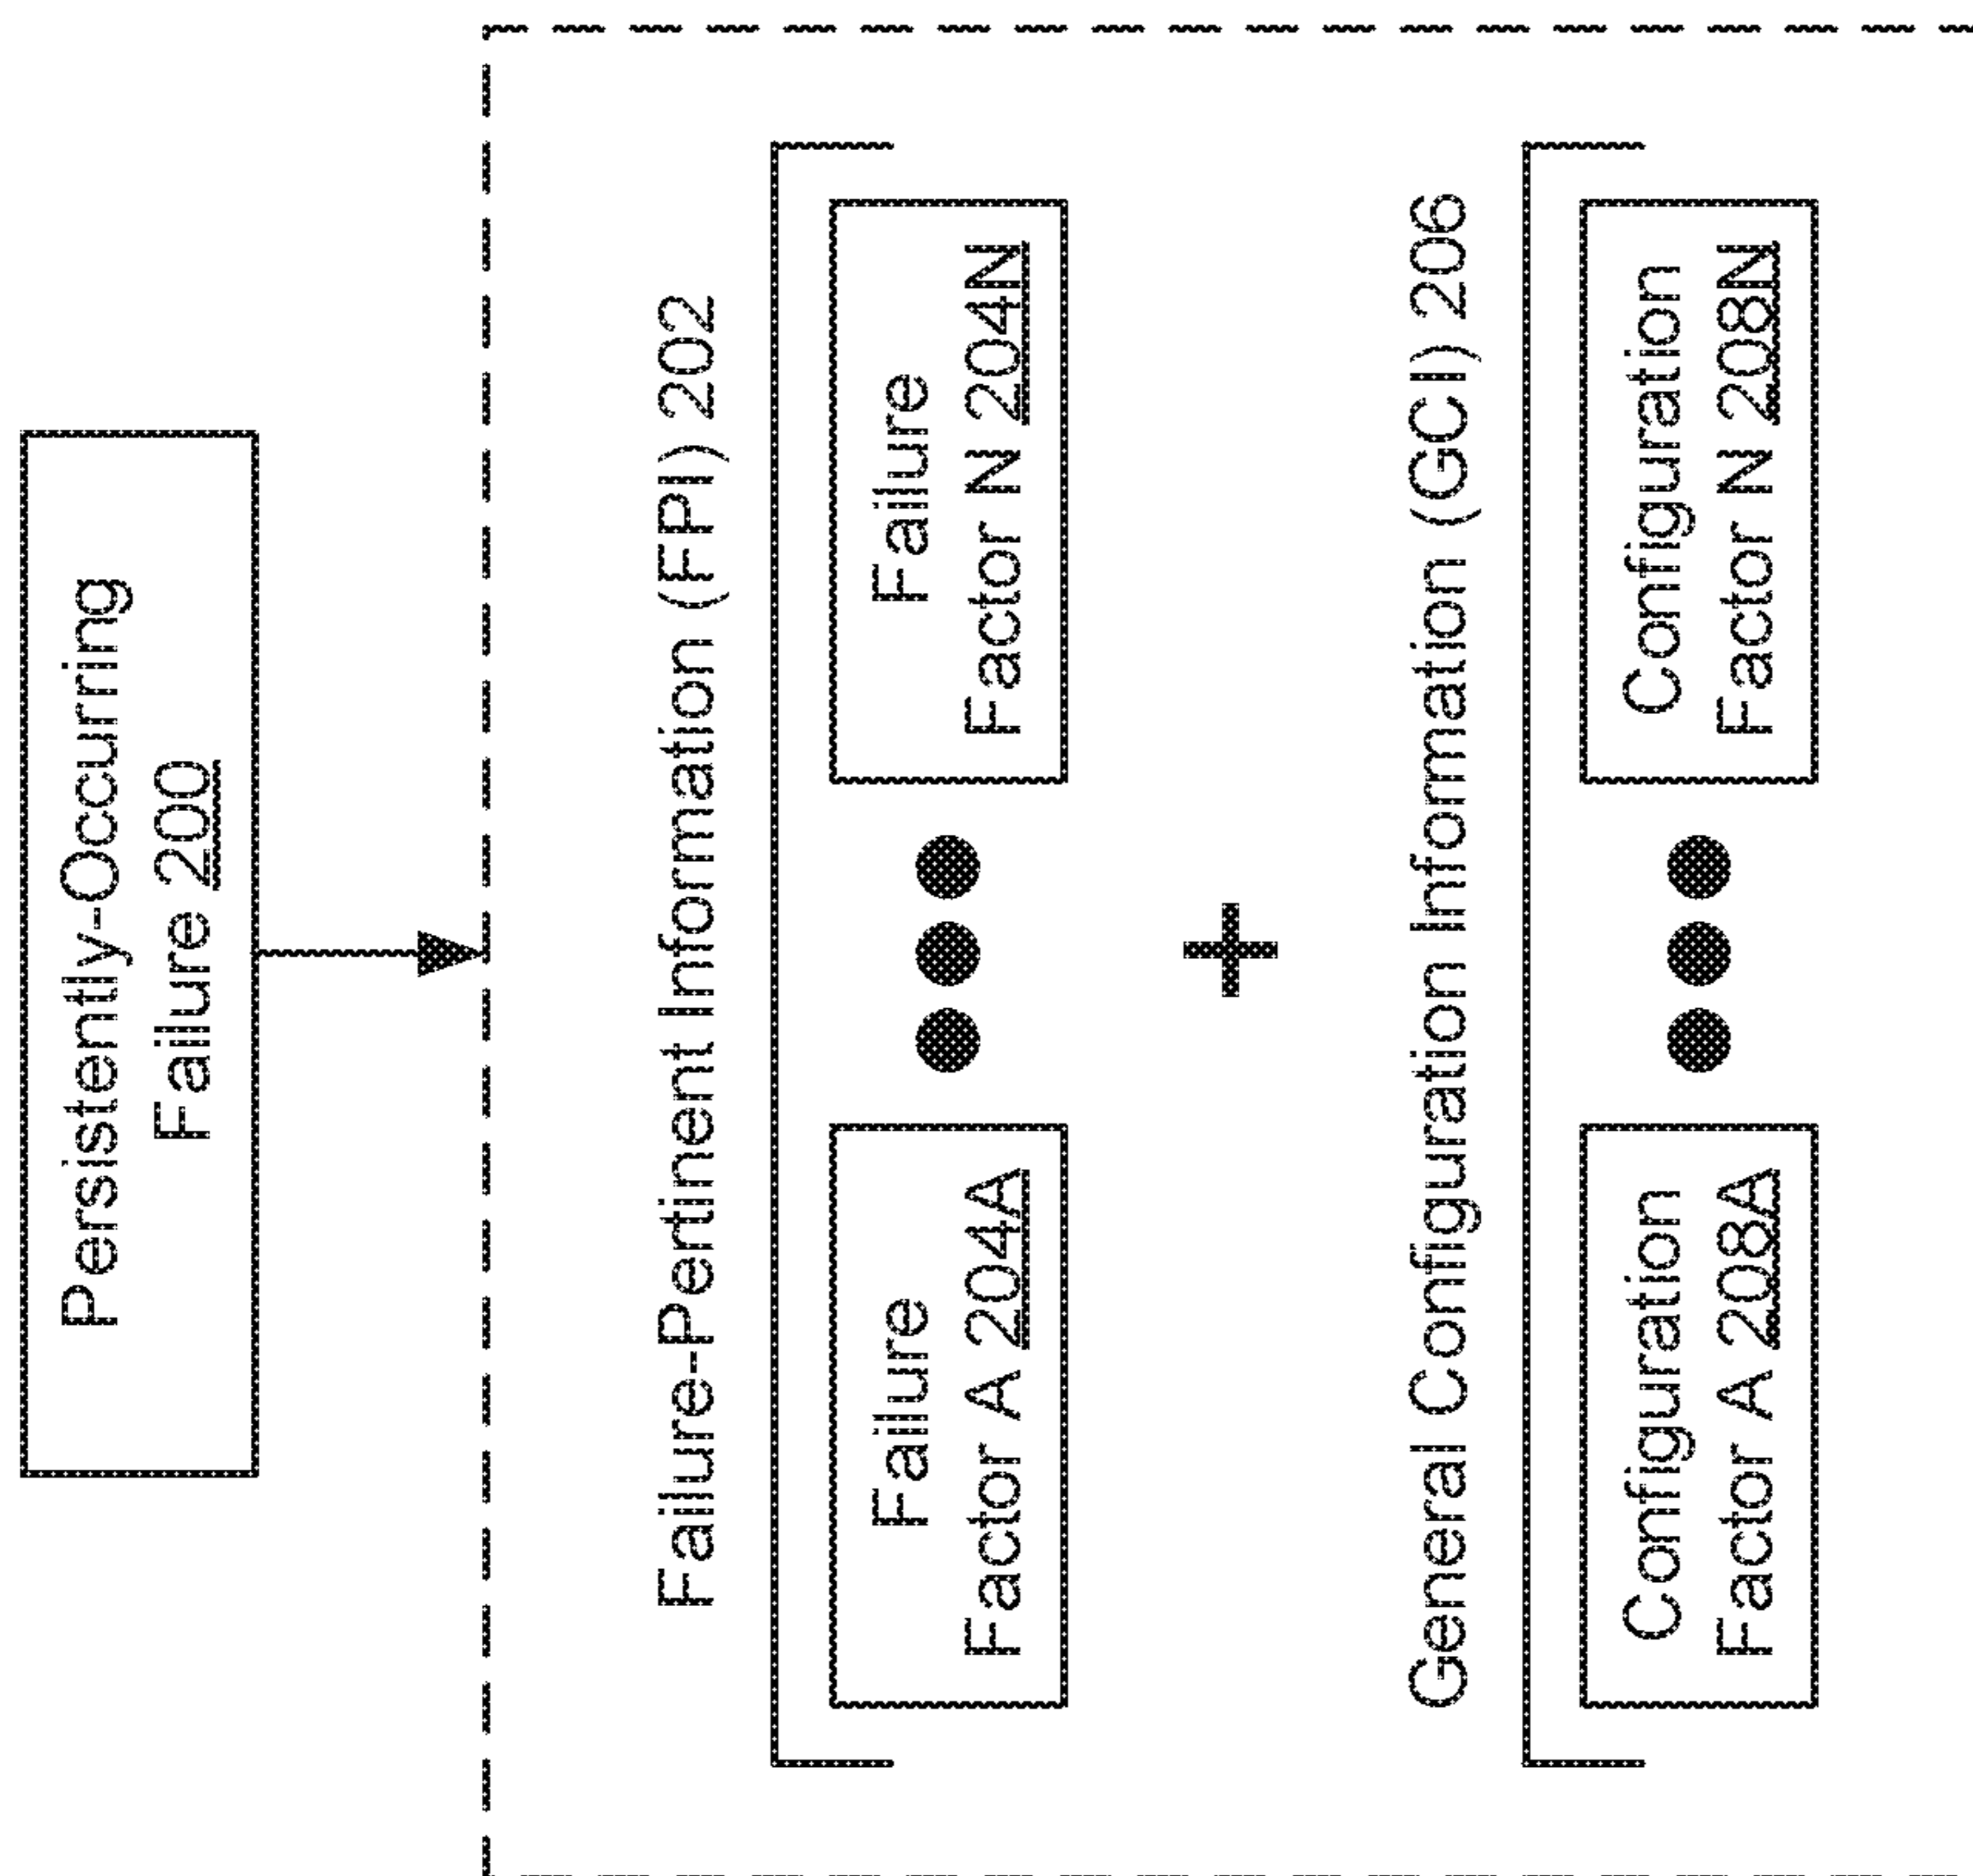 Persistently-Occurring
Failure 200
Failure-Pertinent Information (FPI) 202
Failure
Factor A 204A
Failure
Factor N 204N
+
General Configuration Information (GCI) 206
Configuration
Factor A 208A
Configuration
Factor N 208N